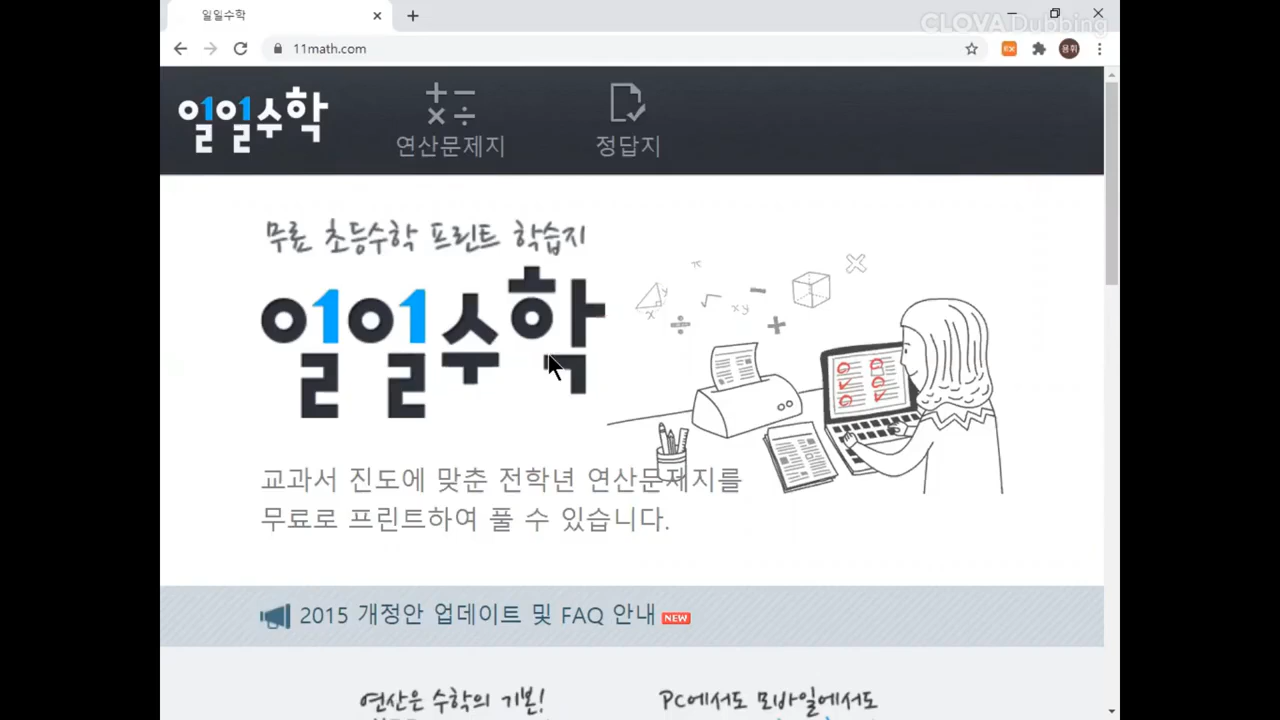 일일수학
CLOVA Dubbing
11math.com
용휘
일일수학
연산문제지
정답지
무료 초등수학 프린트 학습지
일일수학
교과서 진도에 맞춘 전학년 연산문제지를
무료로 프린트하여 풀 수 있습니다.
2015 개정안 업데이트 및 FAQ 안내 NEW
연산은 수학의 기본!
PC에서도 모바일에서도